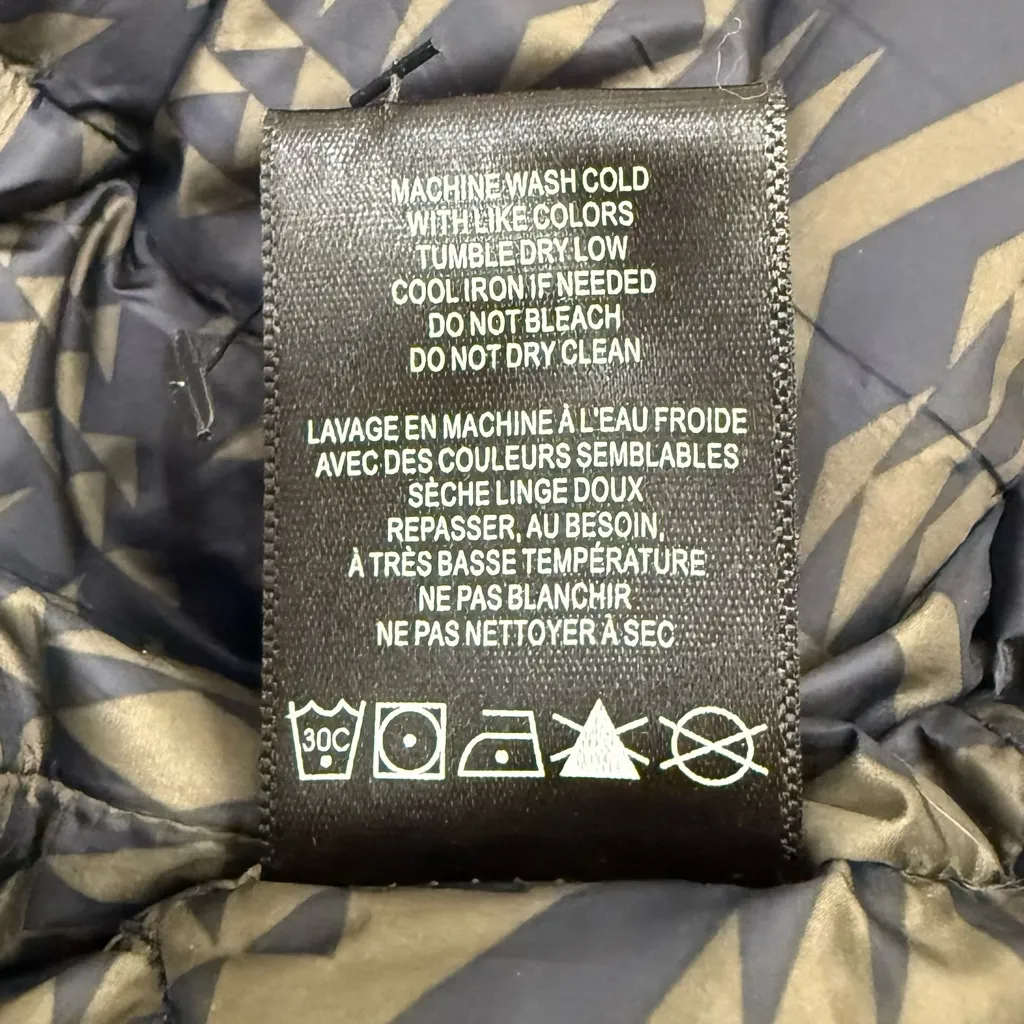 MACHINE WASH COLD
WITH LIKE COLORS
TUMBLE DRY LOW
COOL IRON IF NEEDED
DO NOT BLEACH
DO NOT DRY CLEAN
LAVAGE EN MACHINE À L'EAU FROIDE
AVEC DES COULEURS SEMBLABLES
SÈCHE LINGE DOUX
REPASSER, AU BESOIN,
À TRÈS BASSE TEMPÉRATURE
NE PAS BLANCHIR
NE PAS NETTOYER À SEC
30C